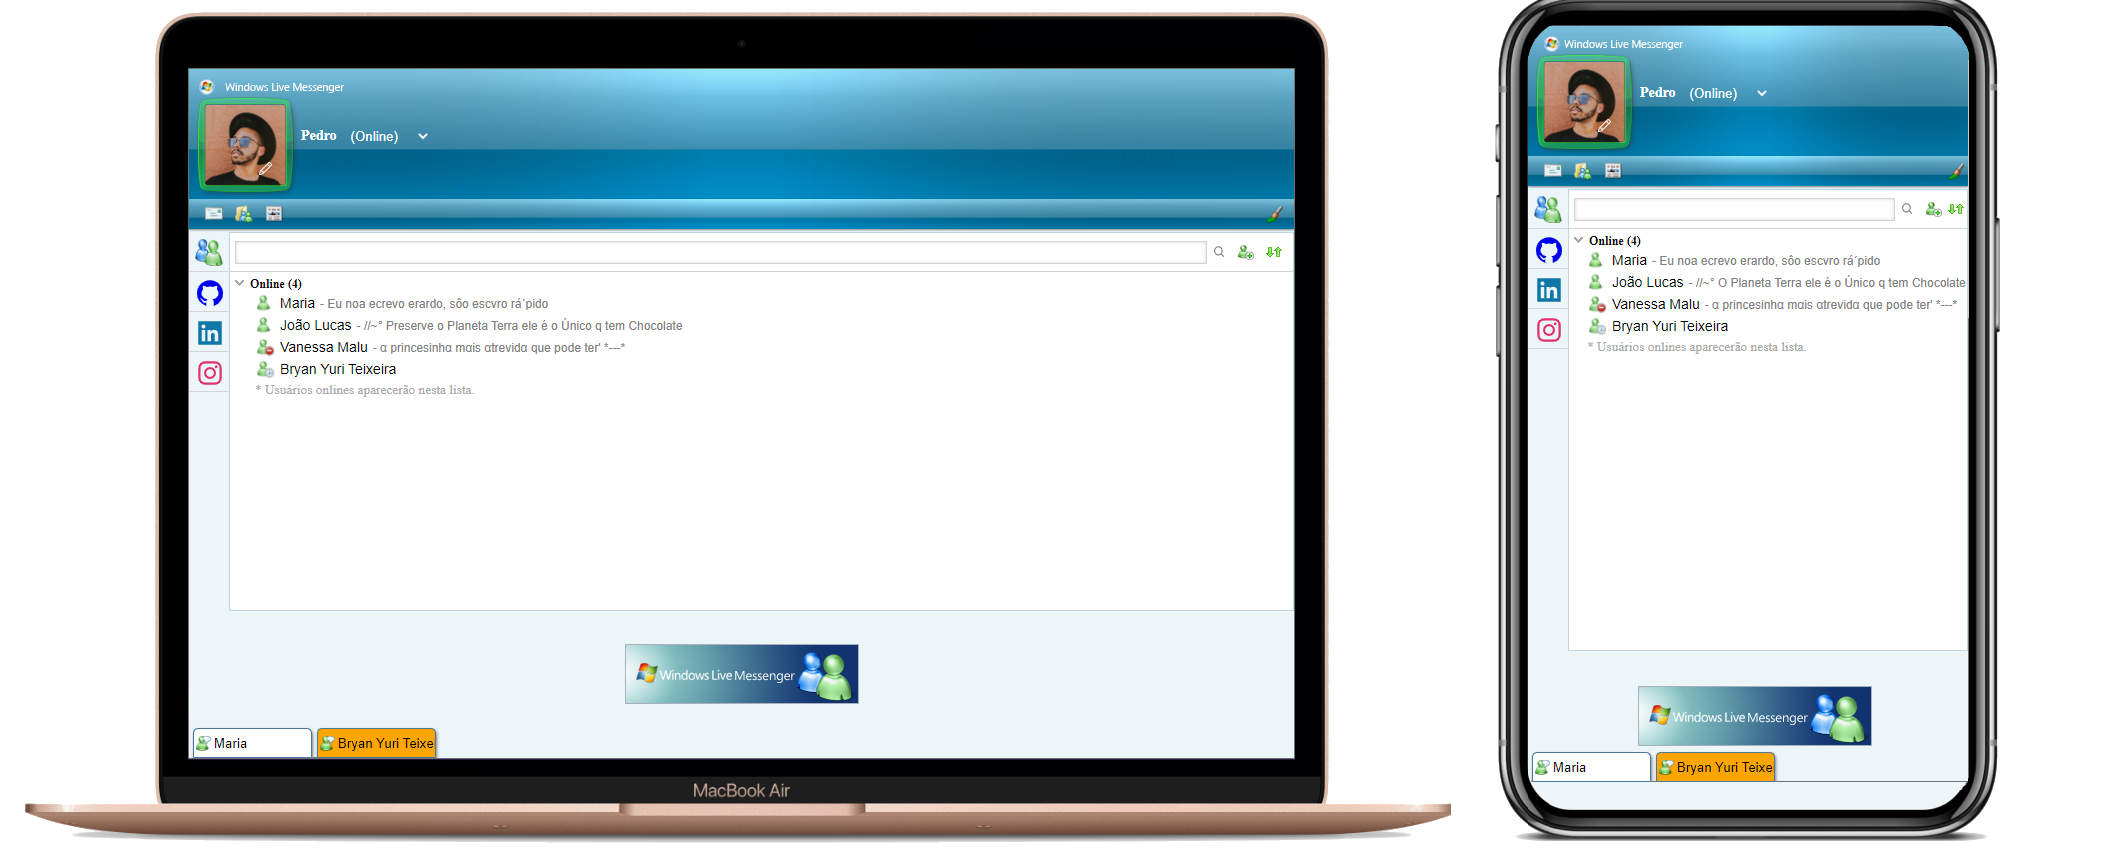 Windows Live Messenger
Pedro (Online)
Online (4)
Maria - Eu noa ecrevo erardo, sôo escvro rá´pido
João Lucas - //~° Preserve o Planeta Terra ele é o Único q tem Chocolate
Vanessa Malu - α princesinhα mαis αtrevidα que pode ter' *---*
Bryan Yuri Teixeira
* Usuários onlines aparecerão nesta lista.
Windows Live Messenger
Maria
Bryan Yuri Teixe
MacBook Air
Windows Live Messenger
Pedro (Online)
Online (4)
Maria - Eu noa ecrevo erardo, sôo escvro rá´pido
João Lucas - //~° O Planeta Terra ele é o Único q tem Chocolate
Vanessa Malu - α princesinhα mαis αtrevidα que pode ter' *---*
Bryan Yuri Teixeira
* Usuários onlines aparecerão nesta lista.
Windows Live Messenger
Maria
Bryan Yuri Teixe